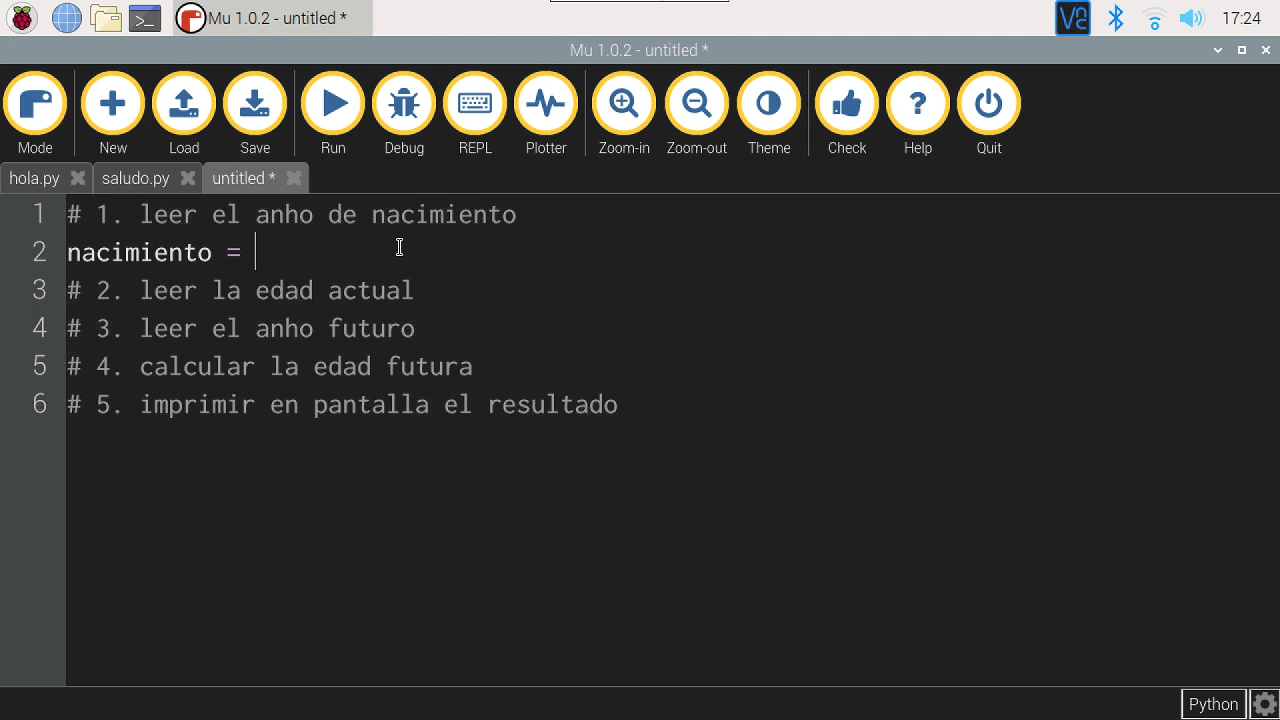 Mu 1.0.2 - untitled *
17:24
Mu 1.0.2 - untitled *
Mode New Load Save Run Debug REPL Plotter Zoom-in Zoom-out Theme Check Help Quit
hola.py saludo.py untitled *
1 # 1. leer el anho de nacimiento
2 nacimiento =
3 # 2. leer la edad actual
4 # 3. leer el anho futuro
5 # 4. calcular la edad futura
6 # 5. imprimir en pantalla el resultado
Python